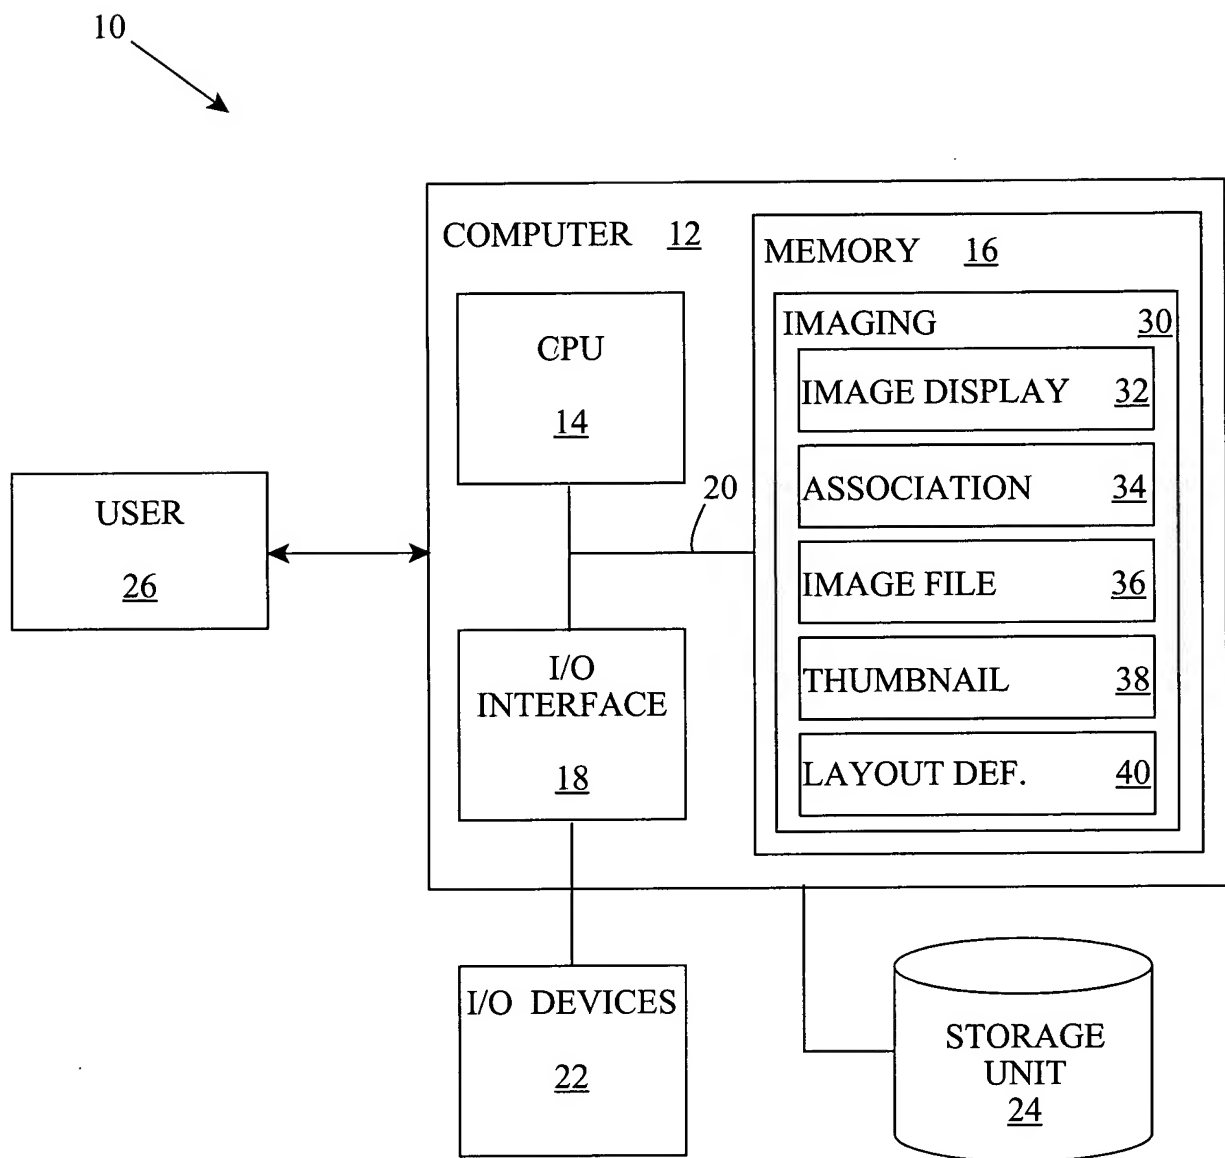 10
COMPUTER 12
MEMORY 16
IMAGING 30
CPU
14
IMAGE DISPLAY 32
ASSOCIATION 34
20
USER
26
IMAGE FILE 36
I/O
INTERFACE
18
THUMBNAIL 38
LAYOUT DEF. 40
I/O DEVICES
22
STORAGE
UNIT
24